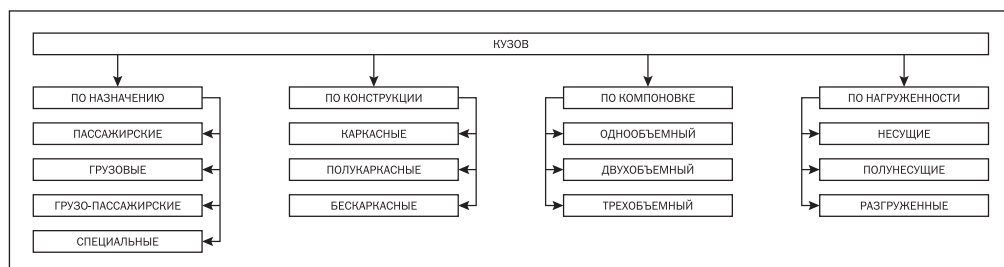 КУЗОВ
ПО НАЗНАЧЕНИЮ
ПАССАЖИРСКИЕ
ГРУЗОВЫЕ
ГРУЗО-ПАССАЖИРСКИЕ
СПЕЦИАЛЬНЫЕ
ПО КОНСТРУКЦИИ
КАРКАСНЫЕ
ПОЛУКАРКАСНЫЕ
БЕСКАРКАСНЫЕ
ПО КОМПОНОВКЕ
ОДНООБЪЕМНЫЙ
ДВУХОБЪЕМНЫЙ
ТРЕХОБЪЕМНЫЙ
ПО НАГРУЖЕННОСТИ
НЕСУЩИЕ
ПОЛУНЕСУЩИЕ
РАЗГРУЖЕННЫЕ